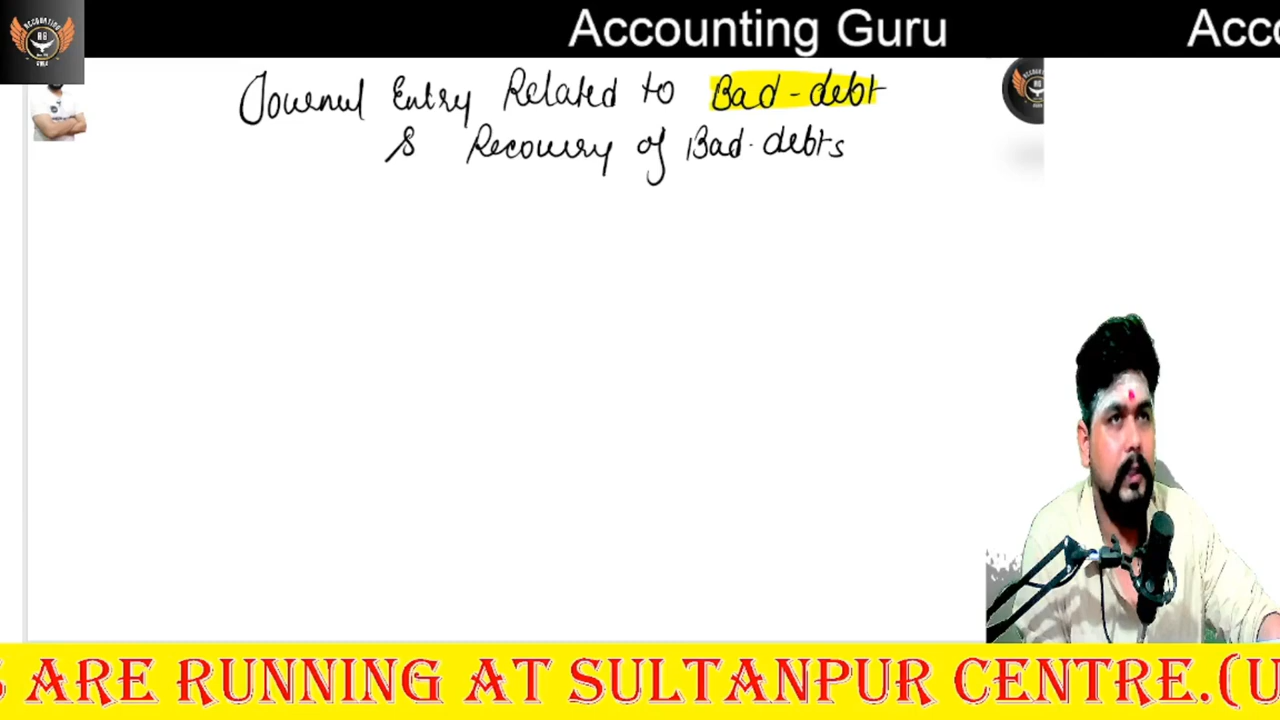 Accounting Guru
Acco
Journal Entry Related to Bad-debt
& Recovery of Bad-debts
S ARE RUNNING AT SULTANPUR CENTRE.(U